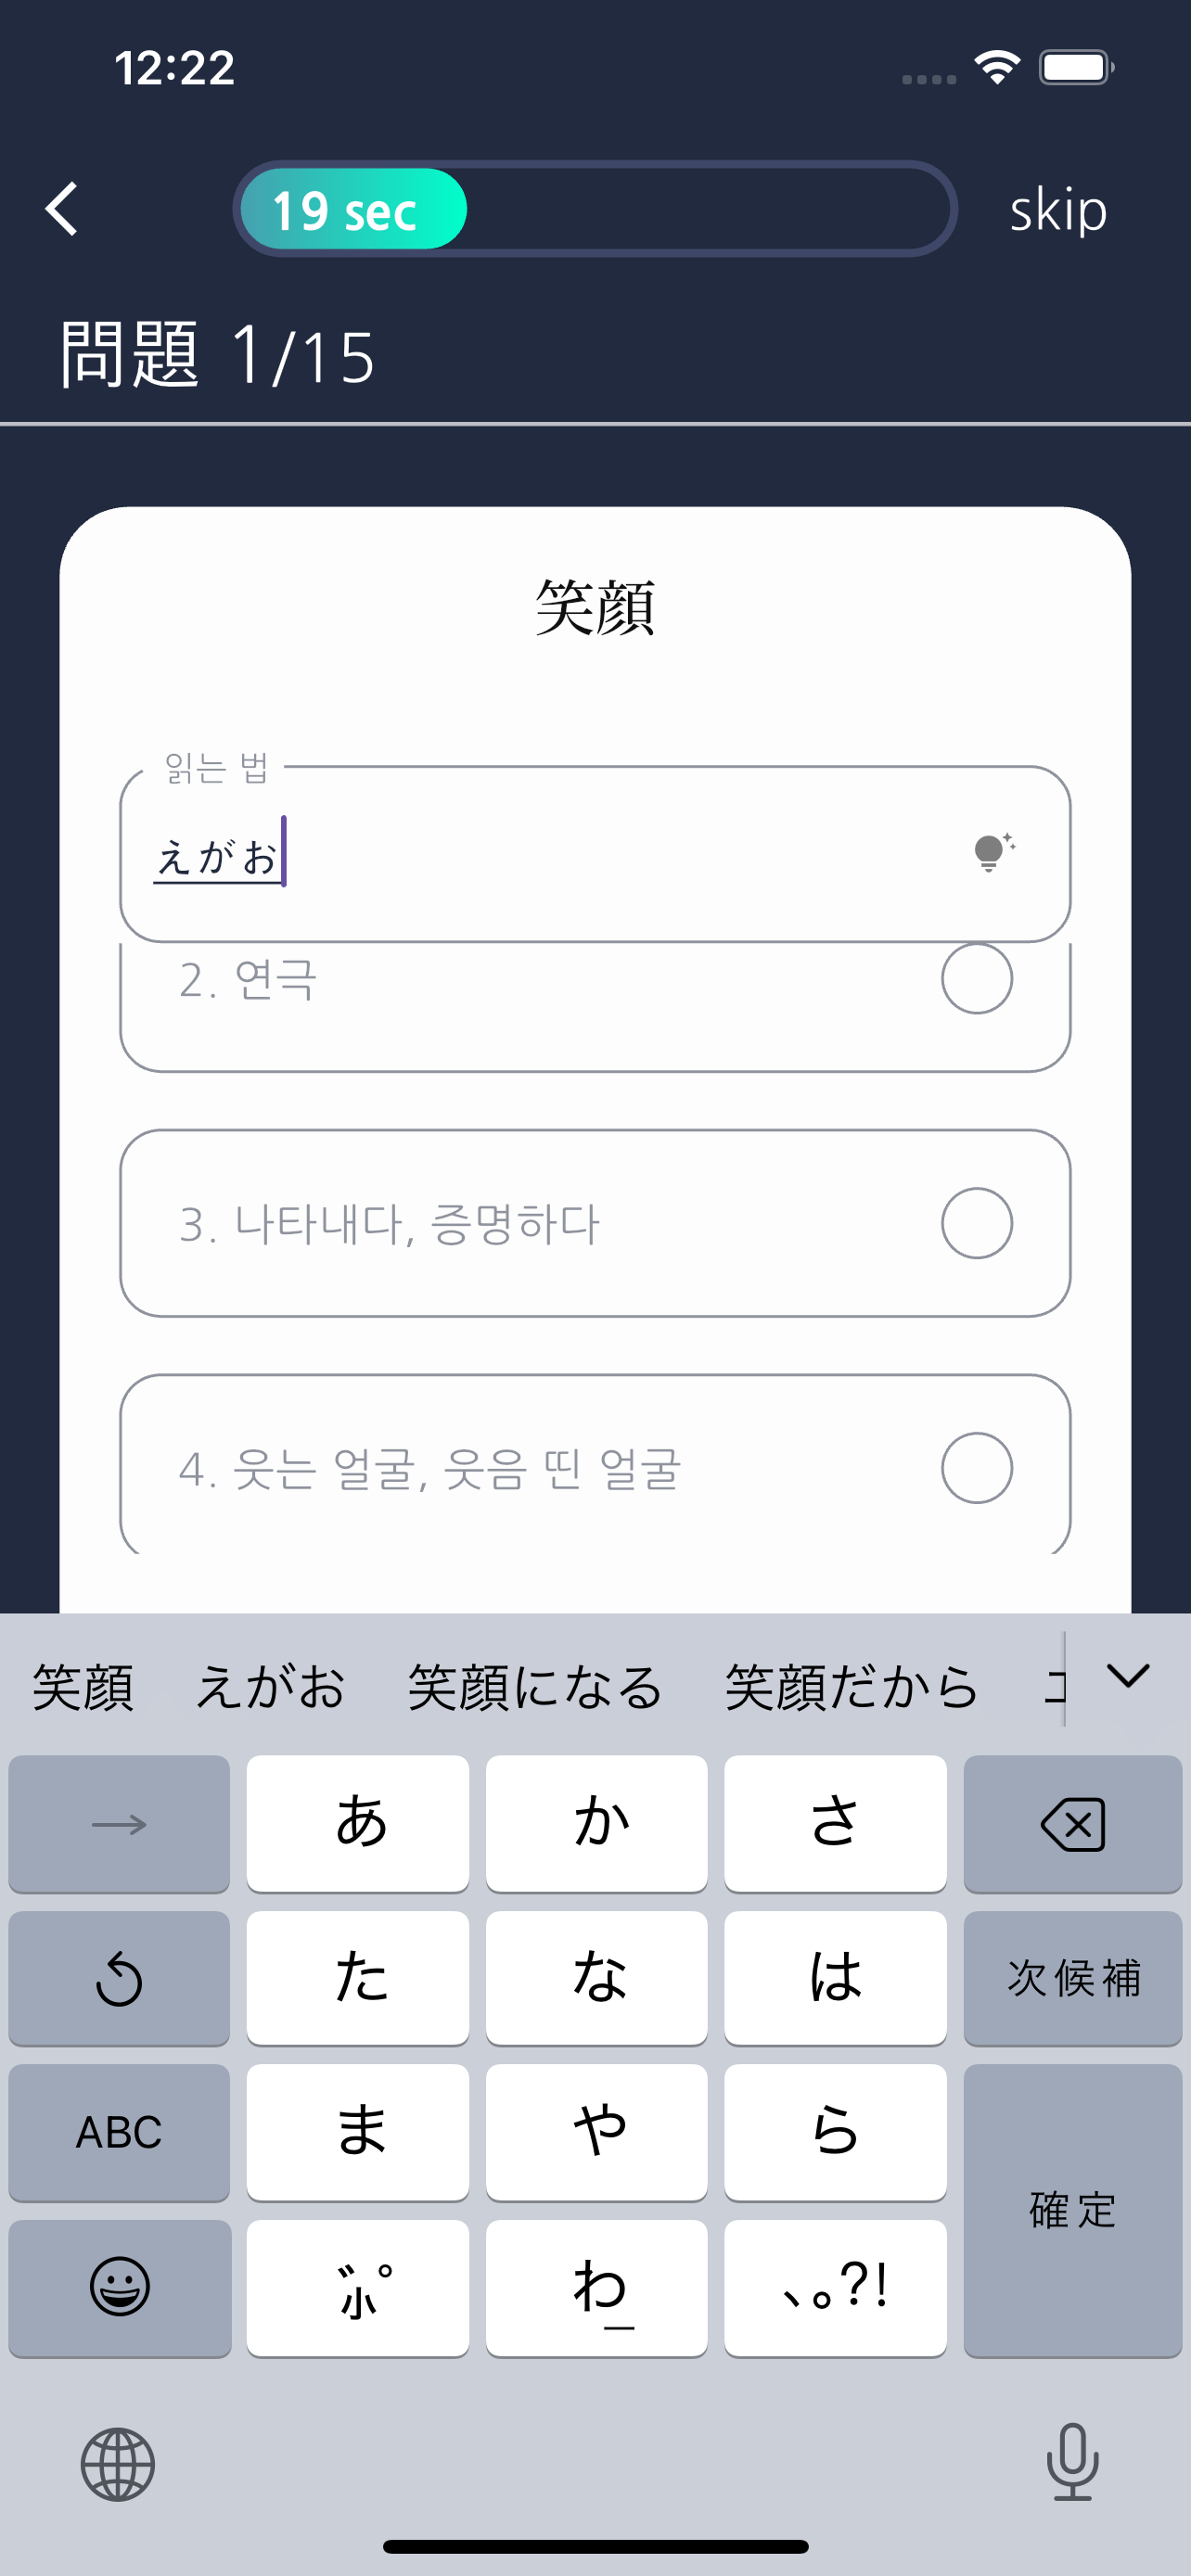 12:22
19 sec
skip
問題 1/15
笑顔
읽는 법
えがお
2. 연극
3. 나타내다, 증명하다
4. 웃는 얼굴, 웃음 띤 얼굴
笑顔 えがお 笑顔になる 笑顔だから
→ あ か さ
た な は 次候補
ABC ま や ら
確定
゛゜小 わ 、。?!